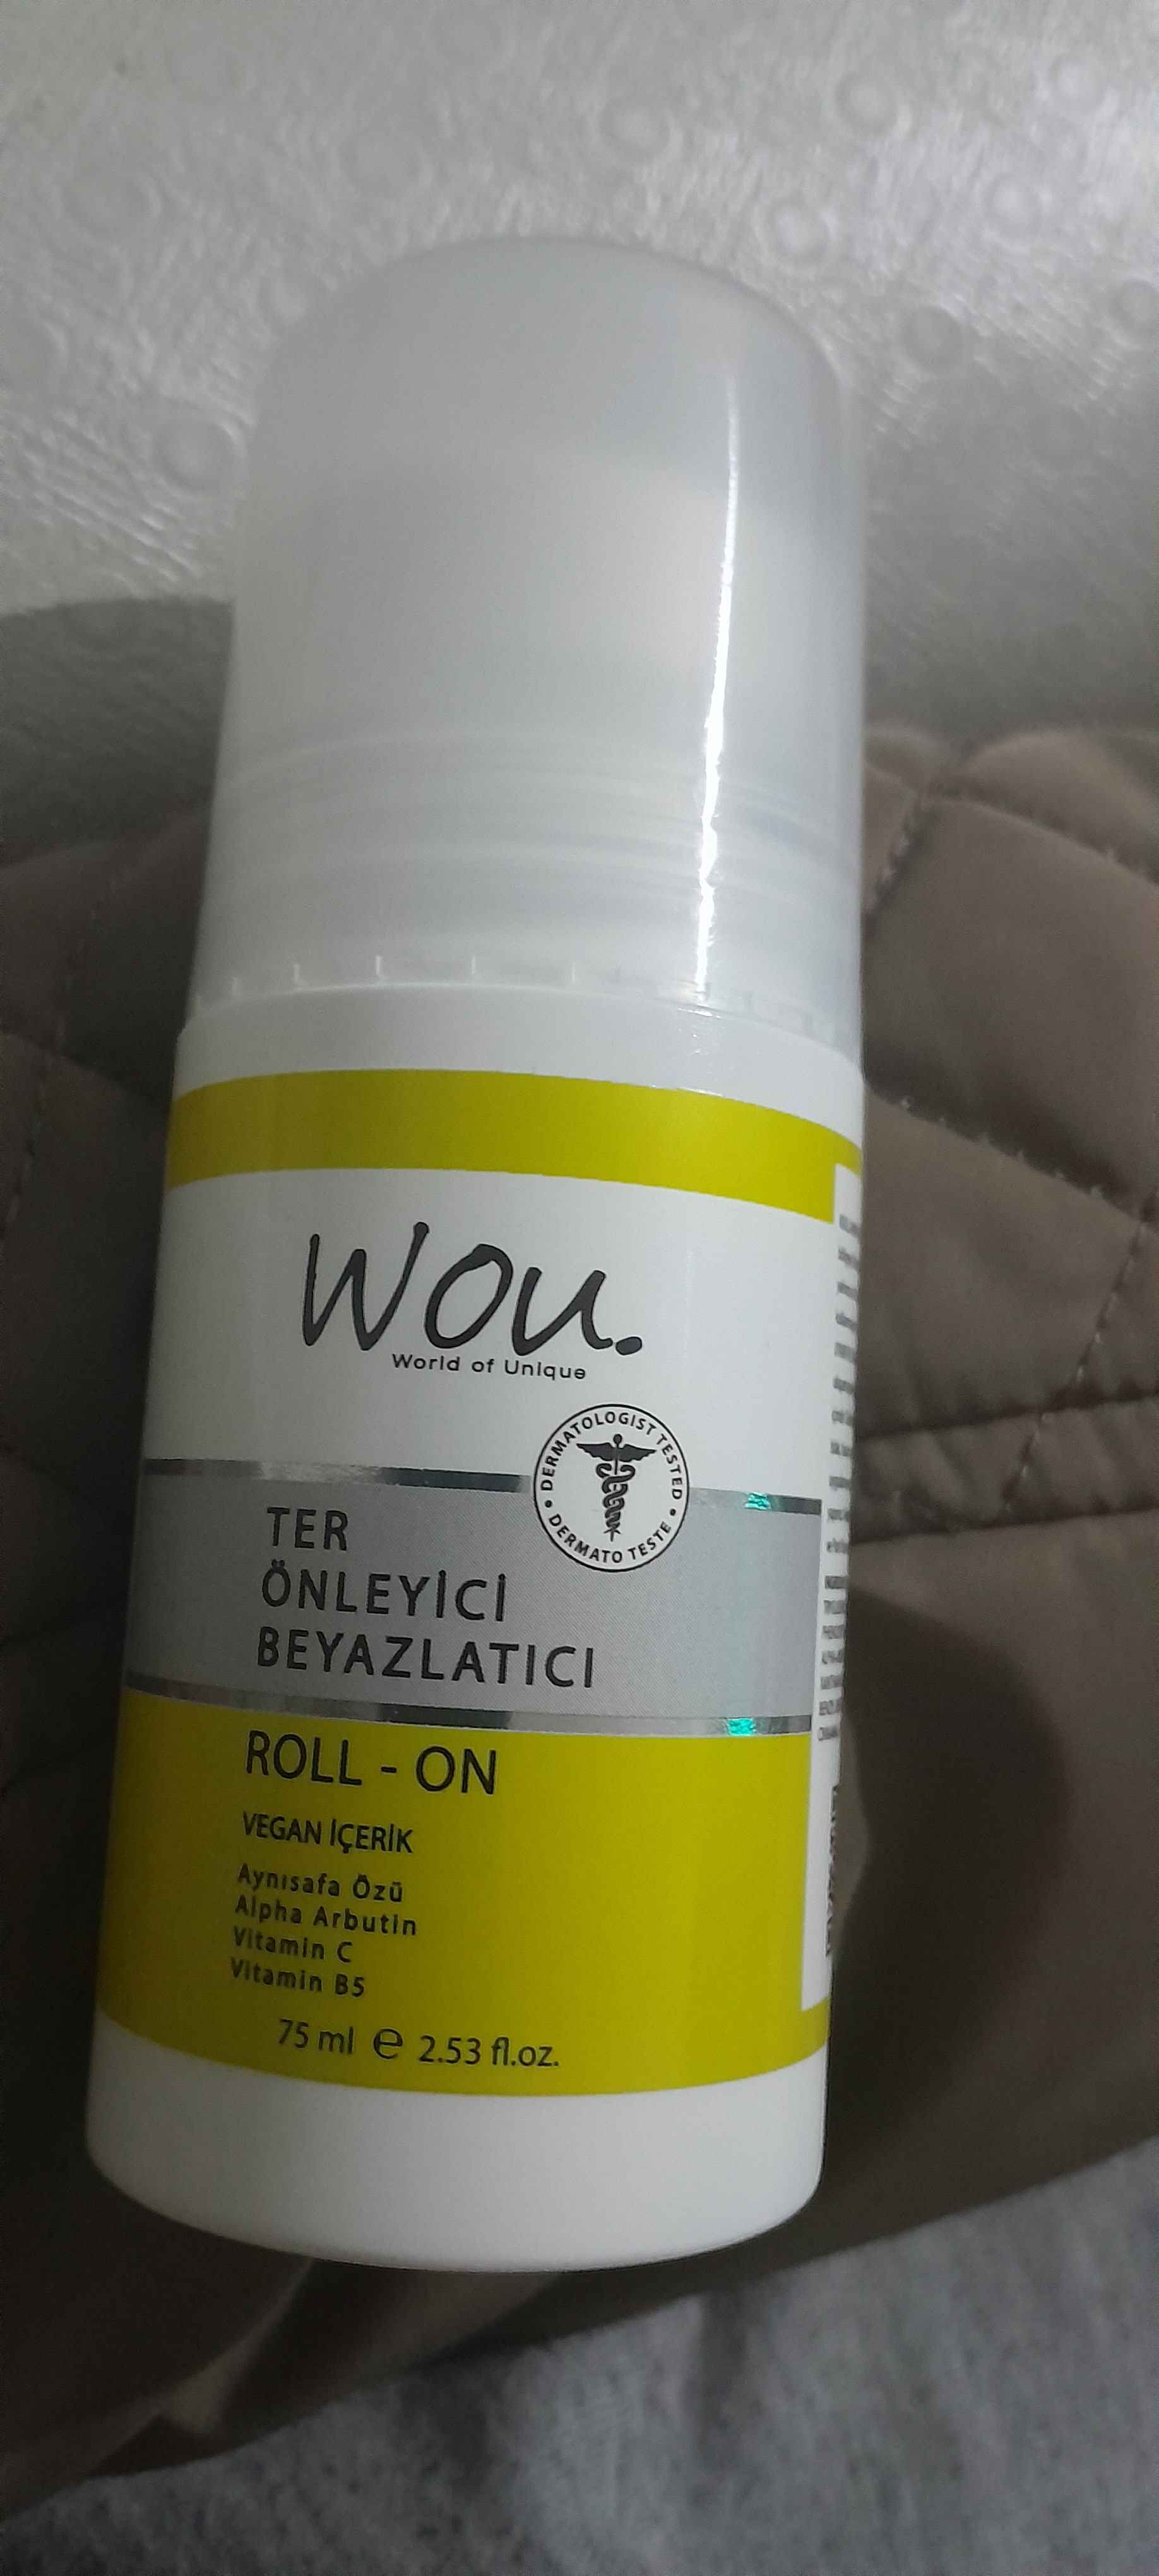 Wou.
World of Unique
DERMATOLOGIST TESTED
DERMATO TESTE
TER
ÖNLEYİCİ
BEYAZLATICI
ROLL - ON
VEGAN İÇERİK
Aynısafa Özü
Alpha Arbutin
Vitamin C
Vitamin B5
75 ml e 2.53 fl.oz.